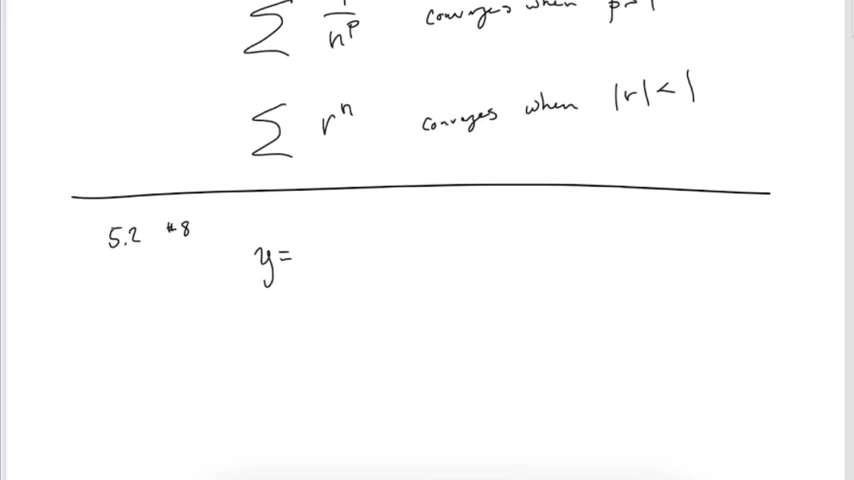 ∑ 1/n^p converges when p > 1
∑ r^n converges when |r| < 1
5.2 #8
y=